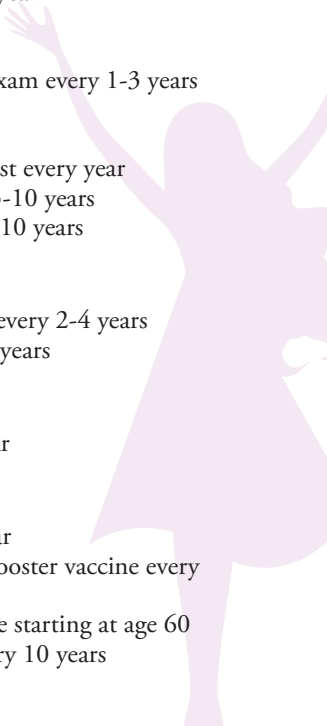 xam every 1-3 years
st every year
-10 years
10 years
every 2-4 years
years
r
ar
ooster vaccine every
e starting at age 60
ry 10 years